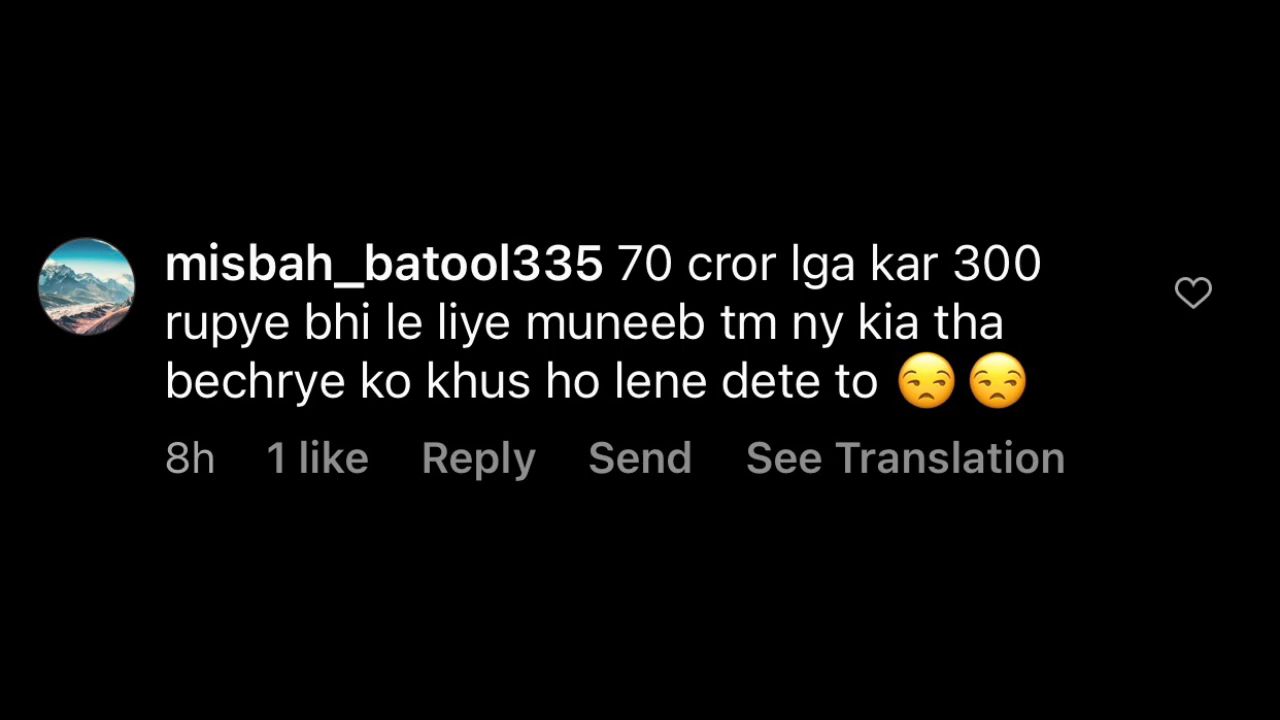 misbah_batool335 70 cror lga kar 300
rupye bhi le liye muneeb tm ny kia tha
bechrye ko khus ho lene dete to 😒😒
8h 1 like Reply Send See Translation